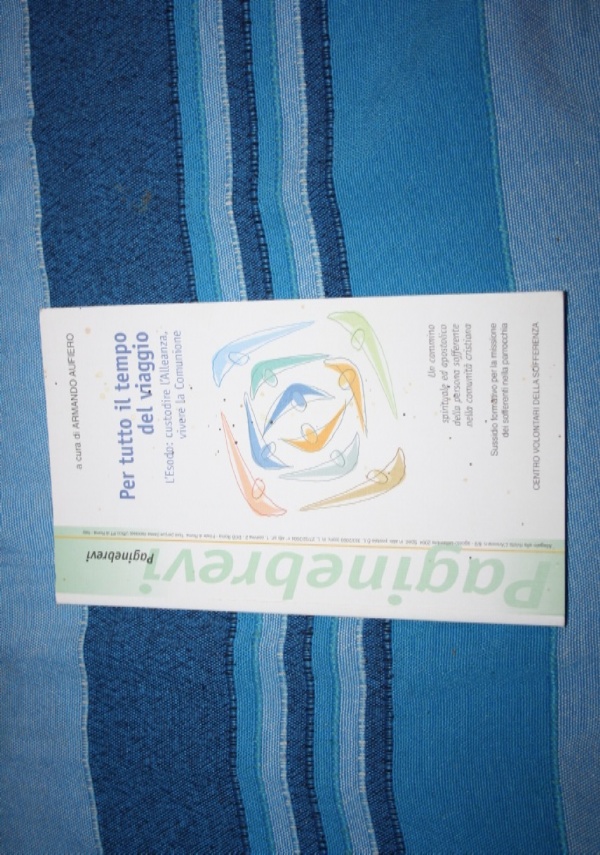 a cura di ARMANDO AUFIERO
Per tutto il tempo
del viaggio
L'Esodo: custodire l'Alleanza,
vivere la Comunione
Un cammino
spirituale ed apostolico
della persona sofferente
nella comunità cristiana
Sussidio formativo per la missione
dei sofferenti nella parrocchia
CENTRO VOLONTARI DELLA SOFFERENZA
Paginebrevi
Paginebrevi